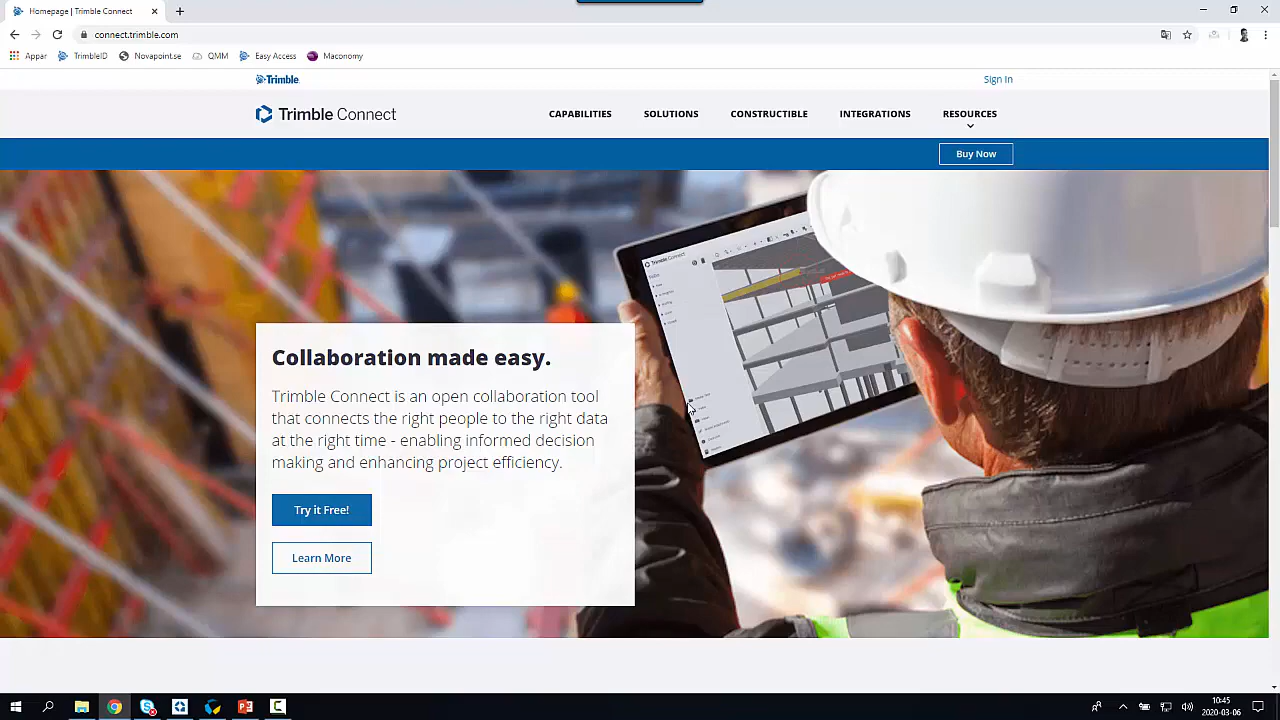 Homepage | Trimble Connect
connect.trimble.com
Appar
TrimbleID
Novapoint.se
QMM
Easy Access
Maconomy
Trimble.
Sign In
Trimble Connect
CAPABILITIES
SOLUTIONS
CONSTRUCTIBLE
INTEGRATIONS
RESOURCES
Buy Now
Trimble Connect
Collaboration made easy.
Trimble Connect is an open collaboration tool
that connects the right people to the right data
at the right time - enabling informed decision
making and enhancing project efficiency.
Try it Free!
Learn More
10:45
2020-03-06